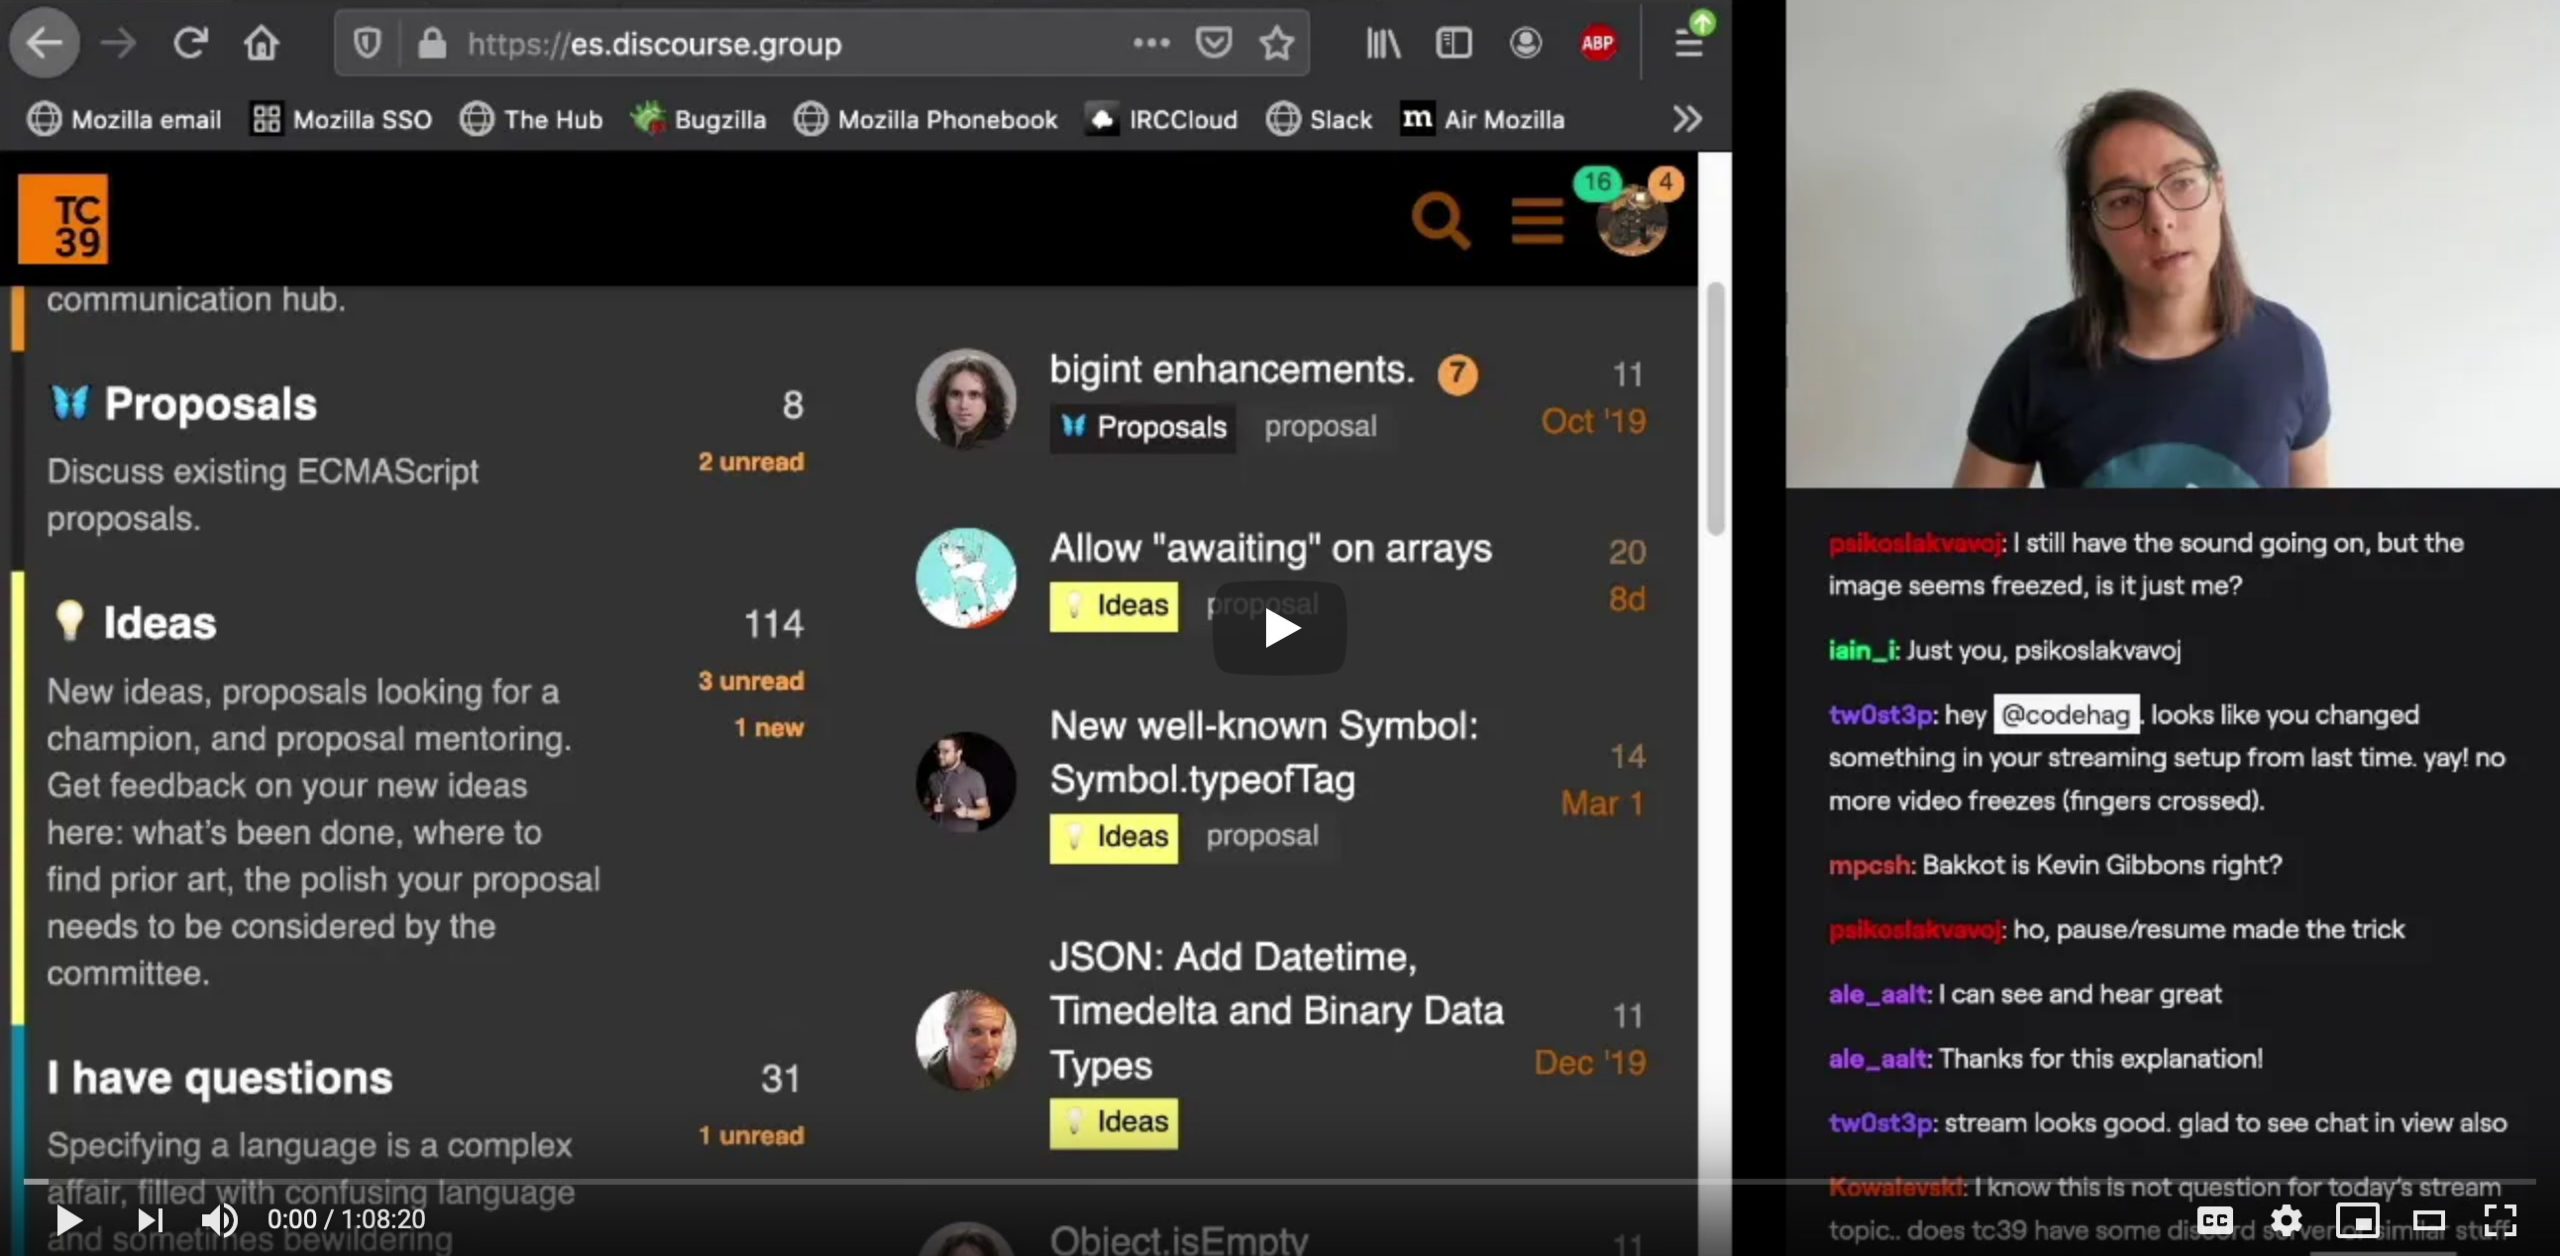 https://es.discourse.group
ABP
Mozilla email
Mozilla SSO
The Hub
Bugzilla
Mozilla Phonebook
IRCCloud
Slack
m Air Mozilla
TC
39
16
4
communication hub.
Proposals 8
2 unread
Discuss existing ECMAScript
proposals.
Ideas 114
3 unread
1 new
New ideas, proposals looking for a
champion, and proposal mentoring.
Get feedback on your new ideas
here: what's been done, where to
find prior art, the polish your proposal
needs to be considered by the
committee.
I have questions 31
1 unread
Specifying a language is a complex
affair, filled with confusing language
and sometimes bewildering
bigint enhancements. 7 11
Proposals proposal Oct '19
Allow "awaiting" on arrays 20
Ideas proposal 8d
New well-known Symbol:
Symbol.typeofTag 14
Ideas proposal Mar 1
JSON: Add Datetime,
Timedelta and Binary Data
Types 11
Dec '19
Ideas
Object.isEmpty 11
psikoslakvavoj: I still have the sound going on, but the
image seems freezed, is it just me?
iain_i: Just you, psikoslakvavoj
tw0st3p: hey @codehag. looks like you changed
something in your streaming setup from last time. yay! no
more video freezes (fingers crossed).
mpcsh: Bakkot is Kevin Gibbons right?
psikoslakvavoj: ho, pause/resume made the trick
ale_aalt: I can see and hear great
ale_aalt: Thanks for this explanation!
tw0st3p: stream looks good. glad to see chat in view also
Kowalevski: I know this is not question for today's stream
topic.. does tc39 have some discord server or similar stuff
0:00 / 1:08:20
CC